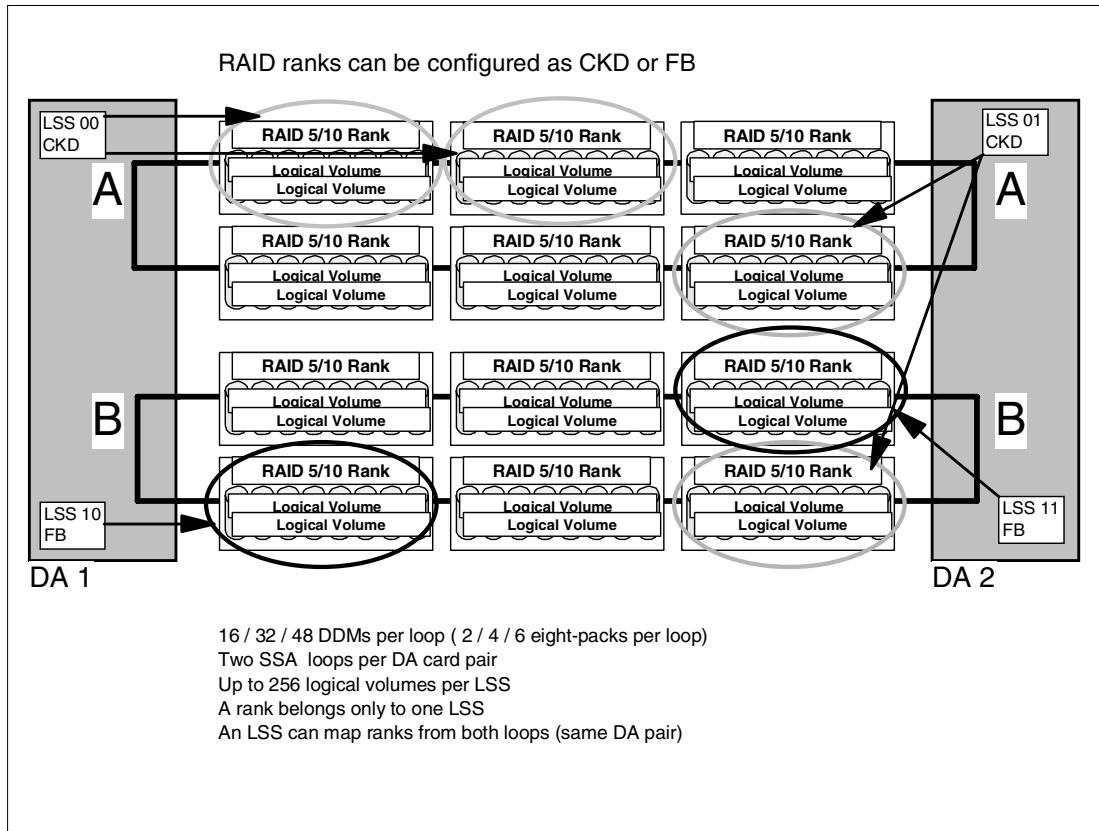 RAID ranks can be configured as CKD or FB
LSS 00
CKD
LSS 01
CKD
A
A
RAID 5/10 Rank
Logical Volume
Logical Volume
RAID 5/10 Rank
Logical Volume
Logical Volume
RAID 5/10 Rank
Logical Volume
Logical Volume
RAID 5/10 Rank
Logical Volume
Logical Volume
RAID 5/10 Rank
Logical Volume
Logical Volume
RAID 5/10 Rank
Logical Volume
Logical Volume
B
B
RAID 5/10 Rank
Logical Volume
Logical Volume
RAID 5/10 Rank
Logical Volume
Logical Volume
RAID 5/10 Rank
Logical Volume
Logical Volume
RAID 5/10 Rank
Logical Volume
Logical Volume
RAID 5/10 Rank
Logical Volume
Logical Volume
RAID 5/10 Rank
Logical Volume
Logical Volume
LSS 10
FB
LSS 11
FB
DA 1
DA 2
16 / 32 / 48 DDMs per loop ( 2 / 4 / 6 eight-packs per loop)
Two SSA loops per DA card pair
Up to 256 logical volumes per LSS
A rank belongs only to one LSS
An LSS can map ranks from both loops (same DA pair)